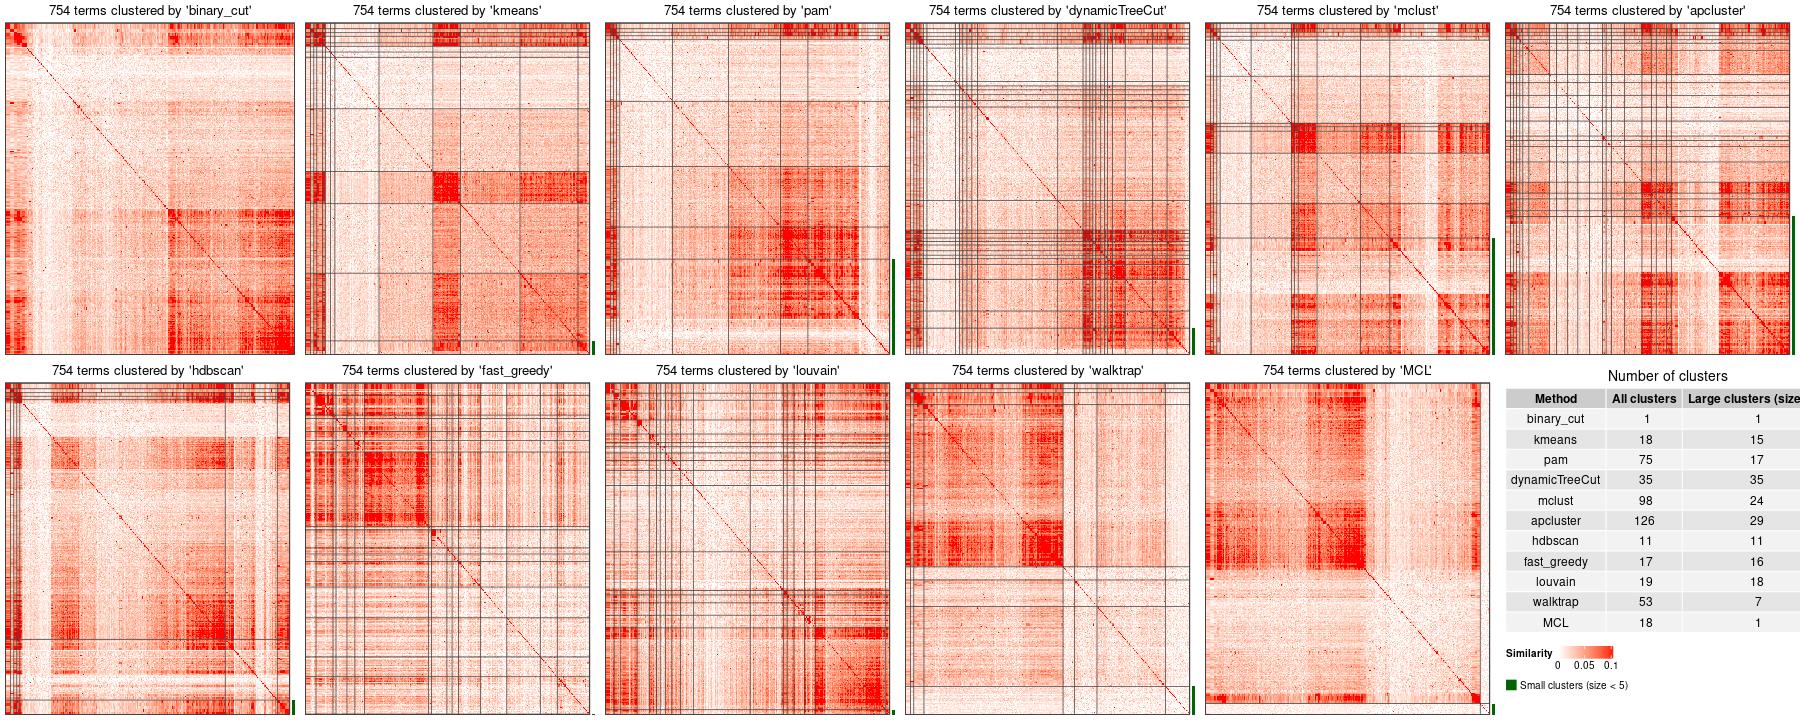 754 terms clustered by 'binary_cut'
754 terms clustered by 'kmeans'
754 terms clustered by 'pam'
754 terms clustered by 'dynamicTreeCut'
754 terms clustered by 'mclust'
754 terms clustered by 'apcluster'
754 terms clustered by 'hdbscan'
754 terms clustered by 'fast_greedy'
754 terms clustered by 'louvain'
754 terms clustered by 'walktrap'
754 terms clustered by 'MCL'
Number of clusters
Method All clusters Large clusters (size
binary_cut 1 1
kmeans 18 15
pam 75 17
dynamicTreeCut 35 35
mclust 98 24
apcluster 126 29
hdbscan 11 11
fast_greedy 17 16
louvain 19 18
walktrap 53 7
MCL 18 1
Similarity
0 0.05 0.1
Small clusters (size < 5)